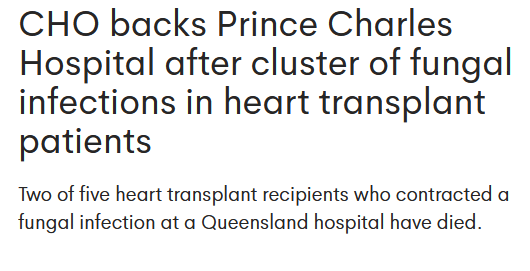 CHO backs Prince Charles
Hospital after cluster of fungal
infections in heart transplant
patients
Two of five heart transplant recipients who contracted a
fungal infection at a Queensland hospital have died.